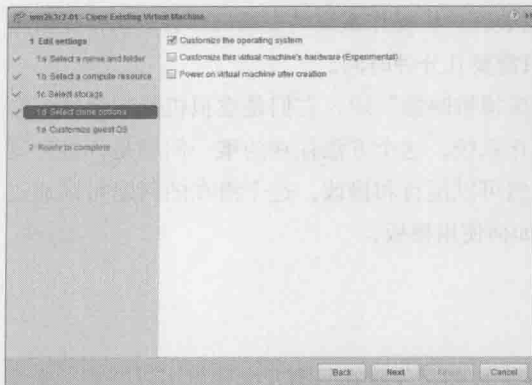 win2k3r2-01 - Clone Existing Virtual Machine
1 Edit settings
1a Select a name and folder
1b Select a compute resource
1c Select storage
1d Select clone options
1e Customize guest OS
2 Ready to complete
Customize the operating system
Customize this virtual machine's hardware (Experimental)
Power on virtual machine after creation
Back
Next
Cancel